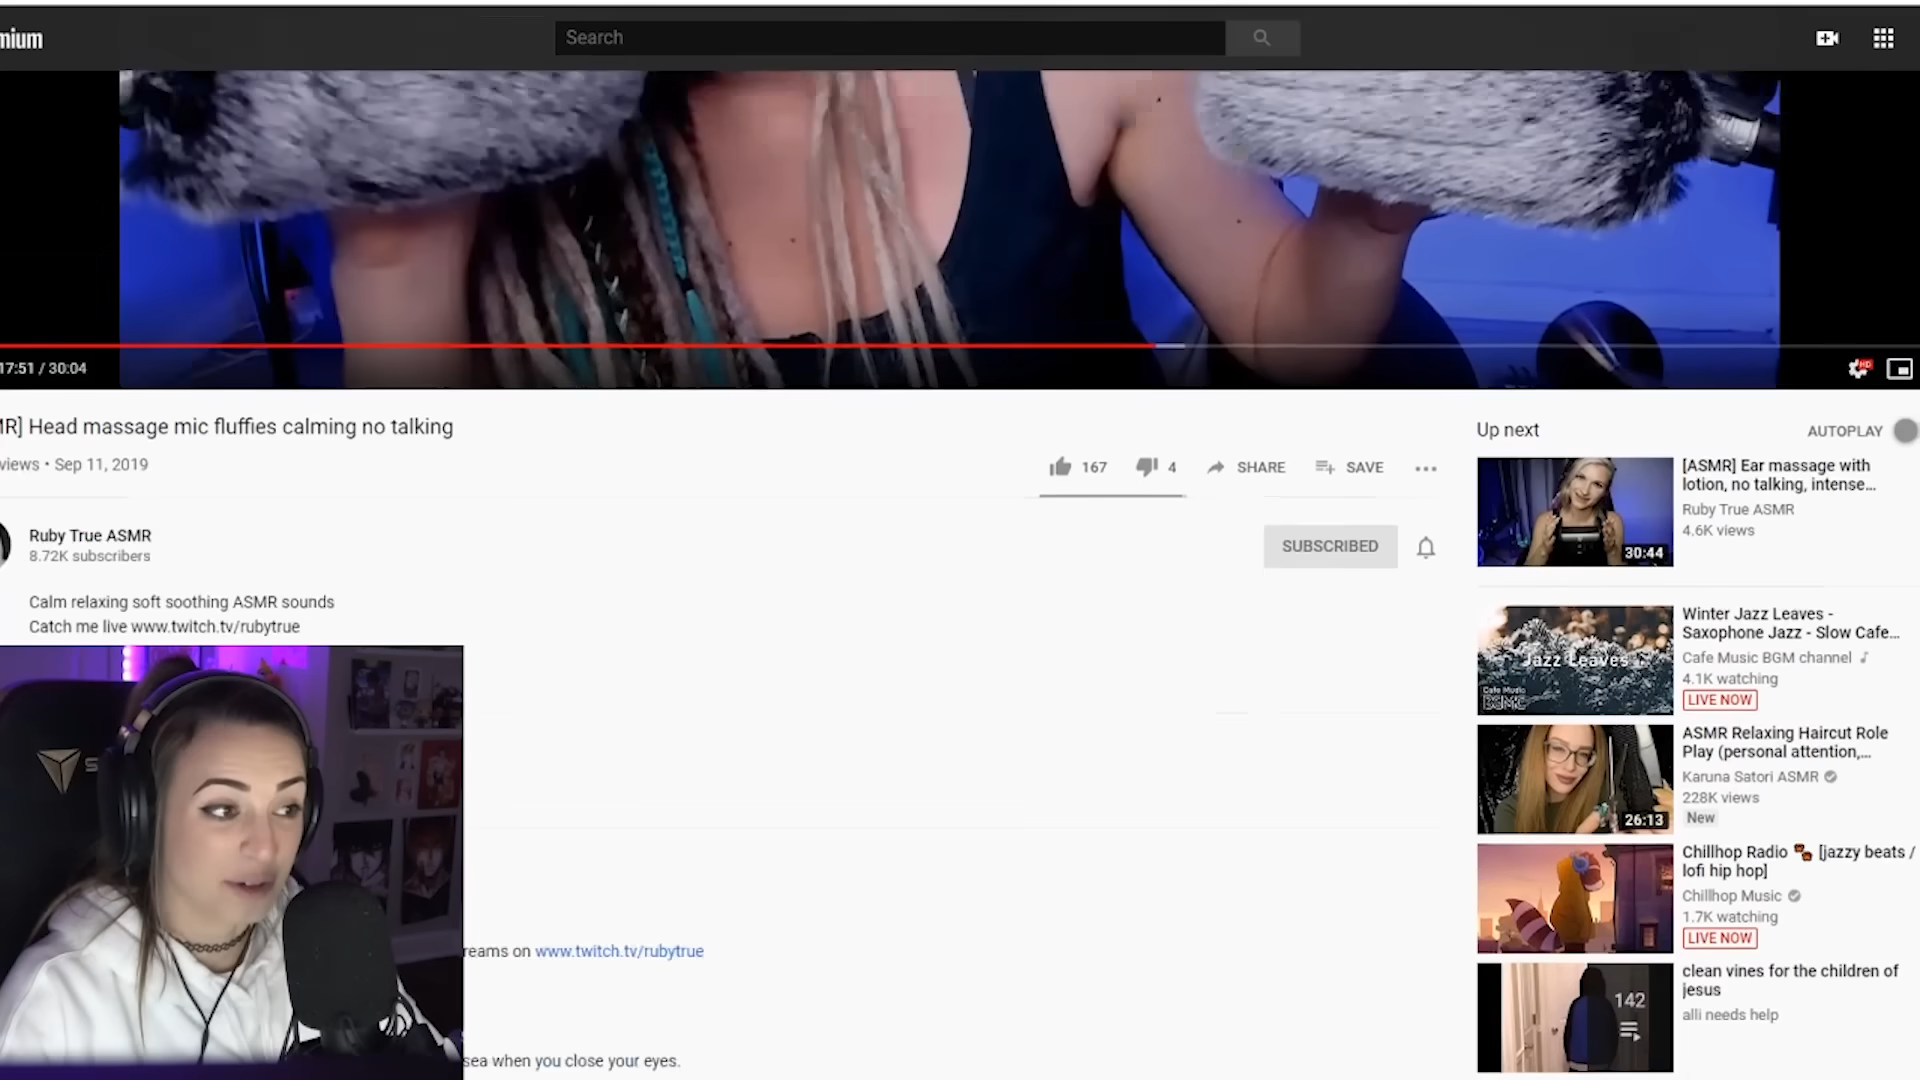 mium
Search
17:51 / 30:04
MR] Head massage mic fluffies calming no talking
views • Sep 11, 2019
167
4
SHARE
SAVE
Ruby True ASMR
8.72K subscribers
SUBSCRIBED
Calm relaxing soft soothing ASMR sounds
Catch me live www.twitch.tv/rubytrue
reams on www.twitch.tv/rubytrue
sea when you close your eyes.
Up next
AUTOPLAY
[ASMR] Ear massage with
lotion, no talking, intense...
Ruby True ASMR
4.6K views
30:44
Winter Jazz Leaves -
Saxophone Jazz - Slow Cafe...
Cafe Music BGM channel
4.1K watching
LIVE NOW
Jazz Leaves
Cafe Music
BGMC
ASMR Relaxing Haircut Role
Play (personal attention,...
Karuna Satori ASMR
228K views
New
26:13
Chillhop Radio [jazzy beats /
lofi hip hop]
Chillhop Music
1.7K watching
LIVE NOW
clean vines for the children of
jesus
alli needs help
142